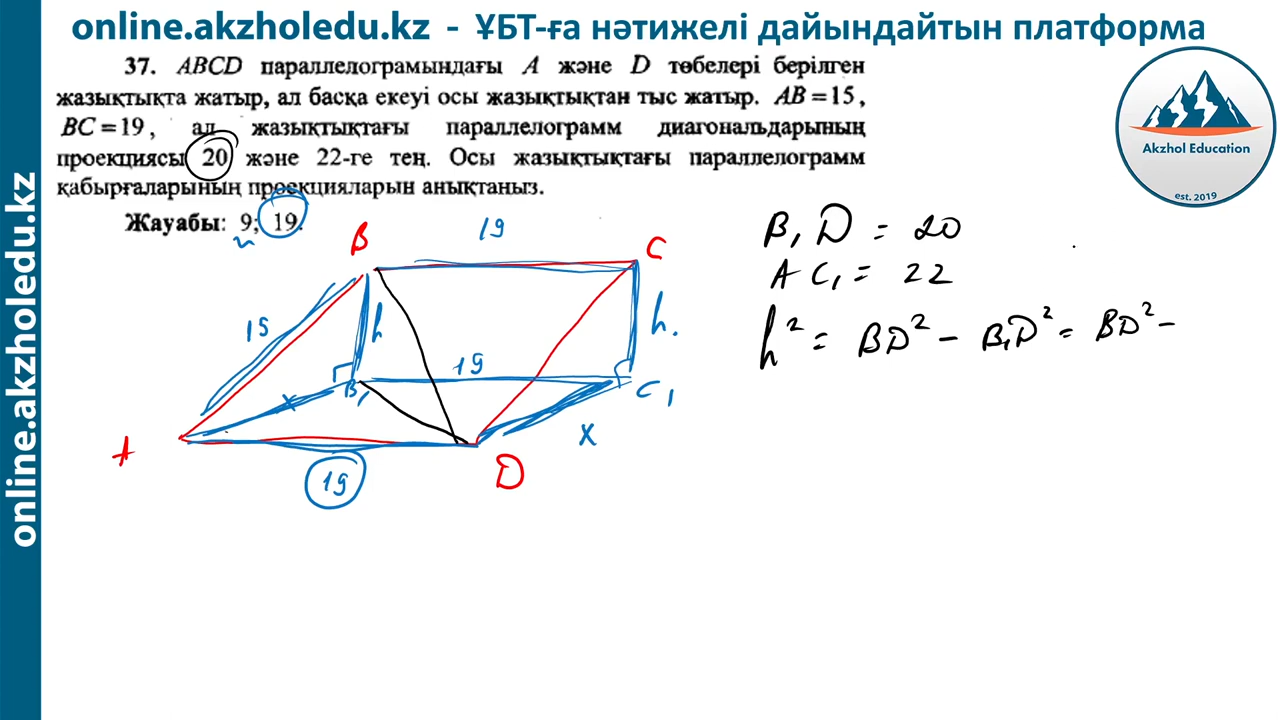 online.akzholedu.kz - ҰБТ-ға нәтижелі дайындайтын платформа
37. ABCD параллелограмындағы A және D төбелері берілген
жазықтықта жатыр, ал басқа екеуі осы жазықтықтан тыс жатыр. AB=15,
BC=19, ал жазықтықтағы параллелограмм диагональдарының
проекциясы 20 және 22-ге тең. Осы жазықтықтағы параллелограмм
қабырғаларының проекцияларын анықтаңыз.
Жауабы: 9; 19.
Akzhol Education
est. 2019
online.akzholedu.kz
B
19
C
15
h
h.
19
x
B₁
C₁
x
A
19
D
B₁D = 20
AC₁ = 22
h² = BD² - B₁D² = BD² -